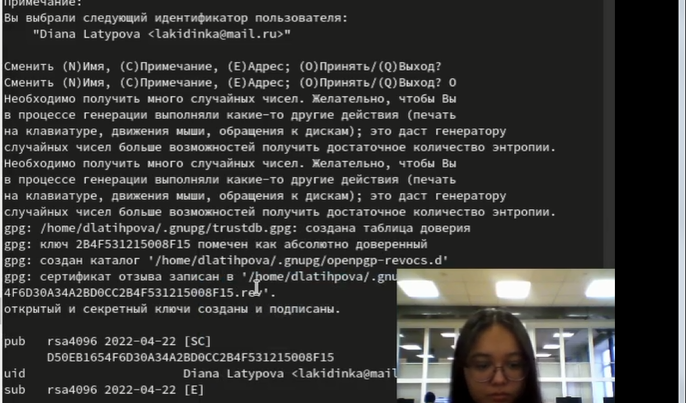 Примечание:
Вы выбрали следующий идентификатор пользователя:
"Diana Latypova <lakidinka@mail.ru>"
Сменить (N)Имя, (C)Примечание, (E)Адрес; (O)Принять/(Q)Выход?
Сменить (N)Имя, (C)Примечание, (E)Адрес; (O)Принять/(Q)Выход? O
Необходимо получить много случайных чисел. Желательно, чтобы Вы
в процессе генерации выполняли какие-то другие действия (печать
на клавиатуре, движения мыши, обращения к дискам); это даст генератору
случайных чисел больше возможностей получить достаточное количество энтропии.
Необходимо получить много случайных чисел. Желательно, чтобы Вы
в процессе генерации выполняли какие-то другие действия (печать
на клавиатуре, движения мыши, обращения к дискам); это даст генератору
случайных чисел больше возможностей получить достаточное количество энтропии.
gpg: /home/dlatihpova/.gnupg/trustdb.gpg: создана таблица доверия
gpg: ключ 2B4F531215008F15 помечен как абсолютно доверенный
gpg: создан каталог '/home/dlatihpova/.gnupg/openpgp-revocs.d'
gpg: сертификат отзыва записан в '/home/dlatihpova/.gnu
4F6D30A34A2BD0CC2B4F531215008F15.rev'.
открытый и секретный ключи созданы и подписаны.
pub rsa4096 2022-04-22 [SC]
D50EB1654F6D30A34A2BD0CC2B4F531215008F15
uid Diana Latypova <lakidinka@mail
sub rsa4096 2022-04-22 [E]